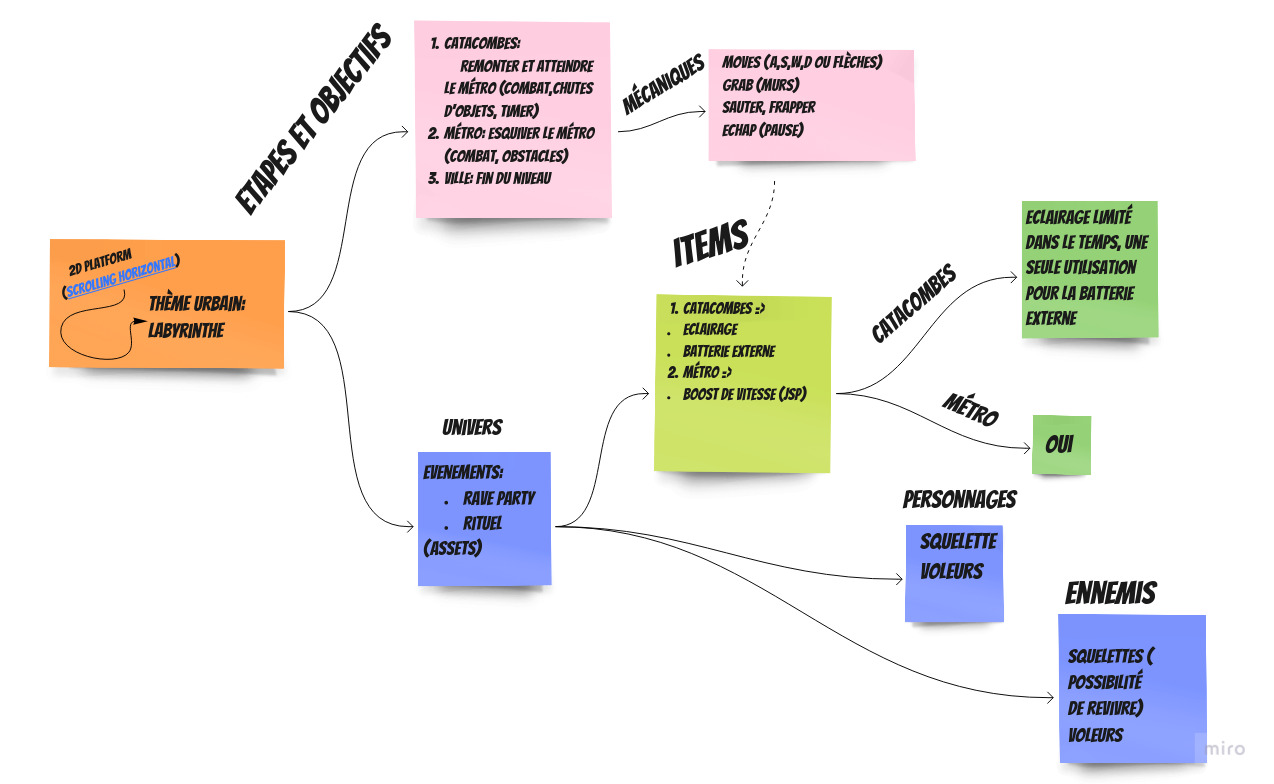 ETAPES ET OBJECTIFS
1. CATACOMBES:
REMONTER ET ATTEINDRE
LE MÉTRO (COMBAT,CHUTES
D'OBJETS, TIMER)
2. MÉTRO: ESQUIVER LE MÉTRO
(COMBAT, OBSTACLES)
3. VILLE: FIN DU NIVEAU
MÉCANIQUES
MOVES (A,S,W,D OU FLÈCHES)
GRAB (MURS)
SAUTER, FRAPPER
ECHAP (PAUSE)
2D PLATFORM
(SCROLLING HORIZONTAL)
THÈME URBAIN:
LABYRINTHE
ITEMS
1. CATACOMBES =>
. ECLAIRAGE
. BATTERIE EXTERNE
2. MÉTRO =>
. BOOST DE VITESSE (JSP)
CATACOMBES
ECLAIRAGE LIMITÉ
DANS LE TEMPS, UNE
SEULE UTILISATION
POUR LA BATTERIE
EXTERNE
MÉTRO
OUI
UNIVERS
EVENEMENTS:
. RAVE PARTY
. RITUEL
(ASSETS)
PERSONNAGES
SQUELETTE
VOLEURS
ENNEMIS
SQUELETTES (
POSSIBILITÉ
DE REVIVRE)
VOLEURS
miro